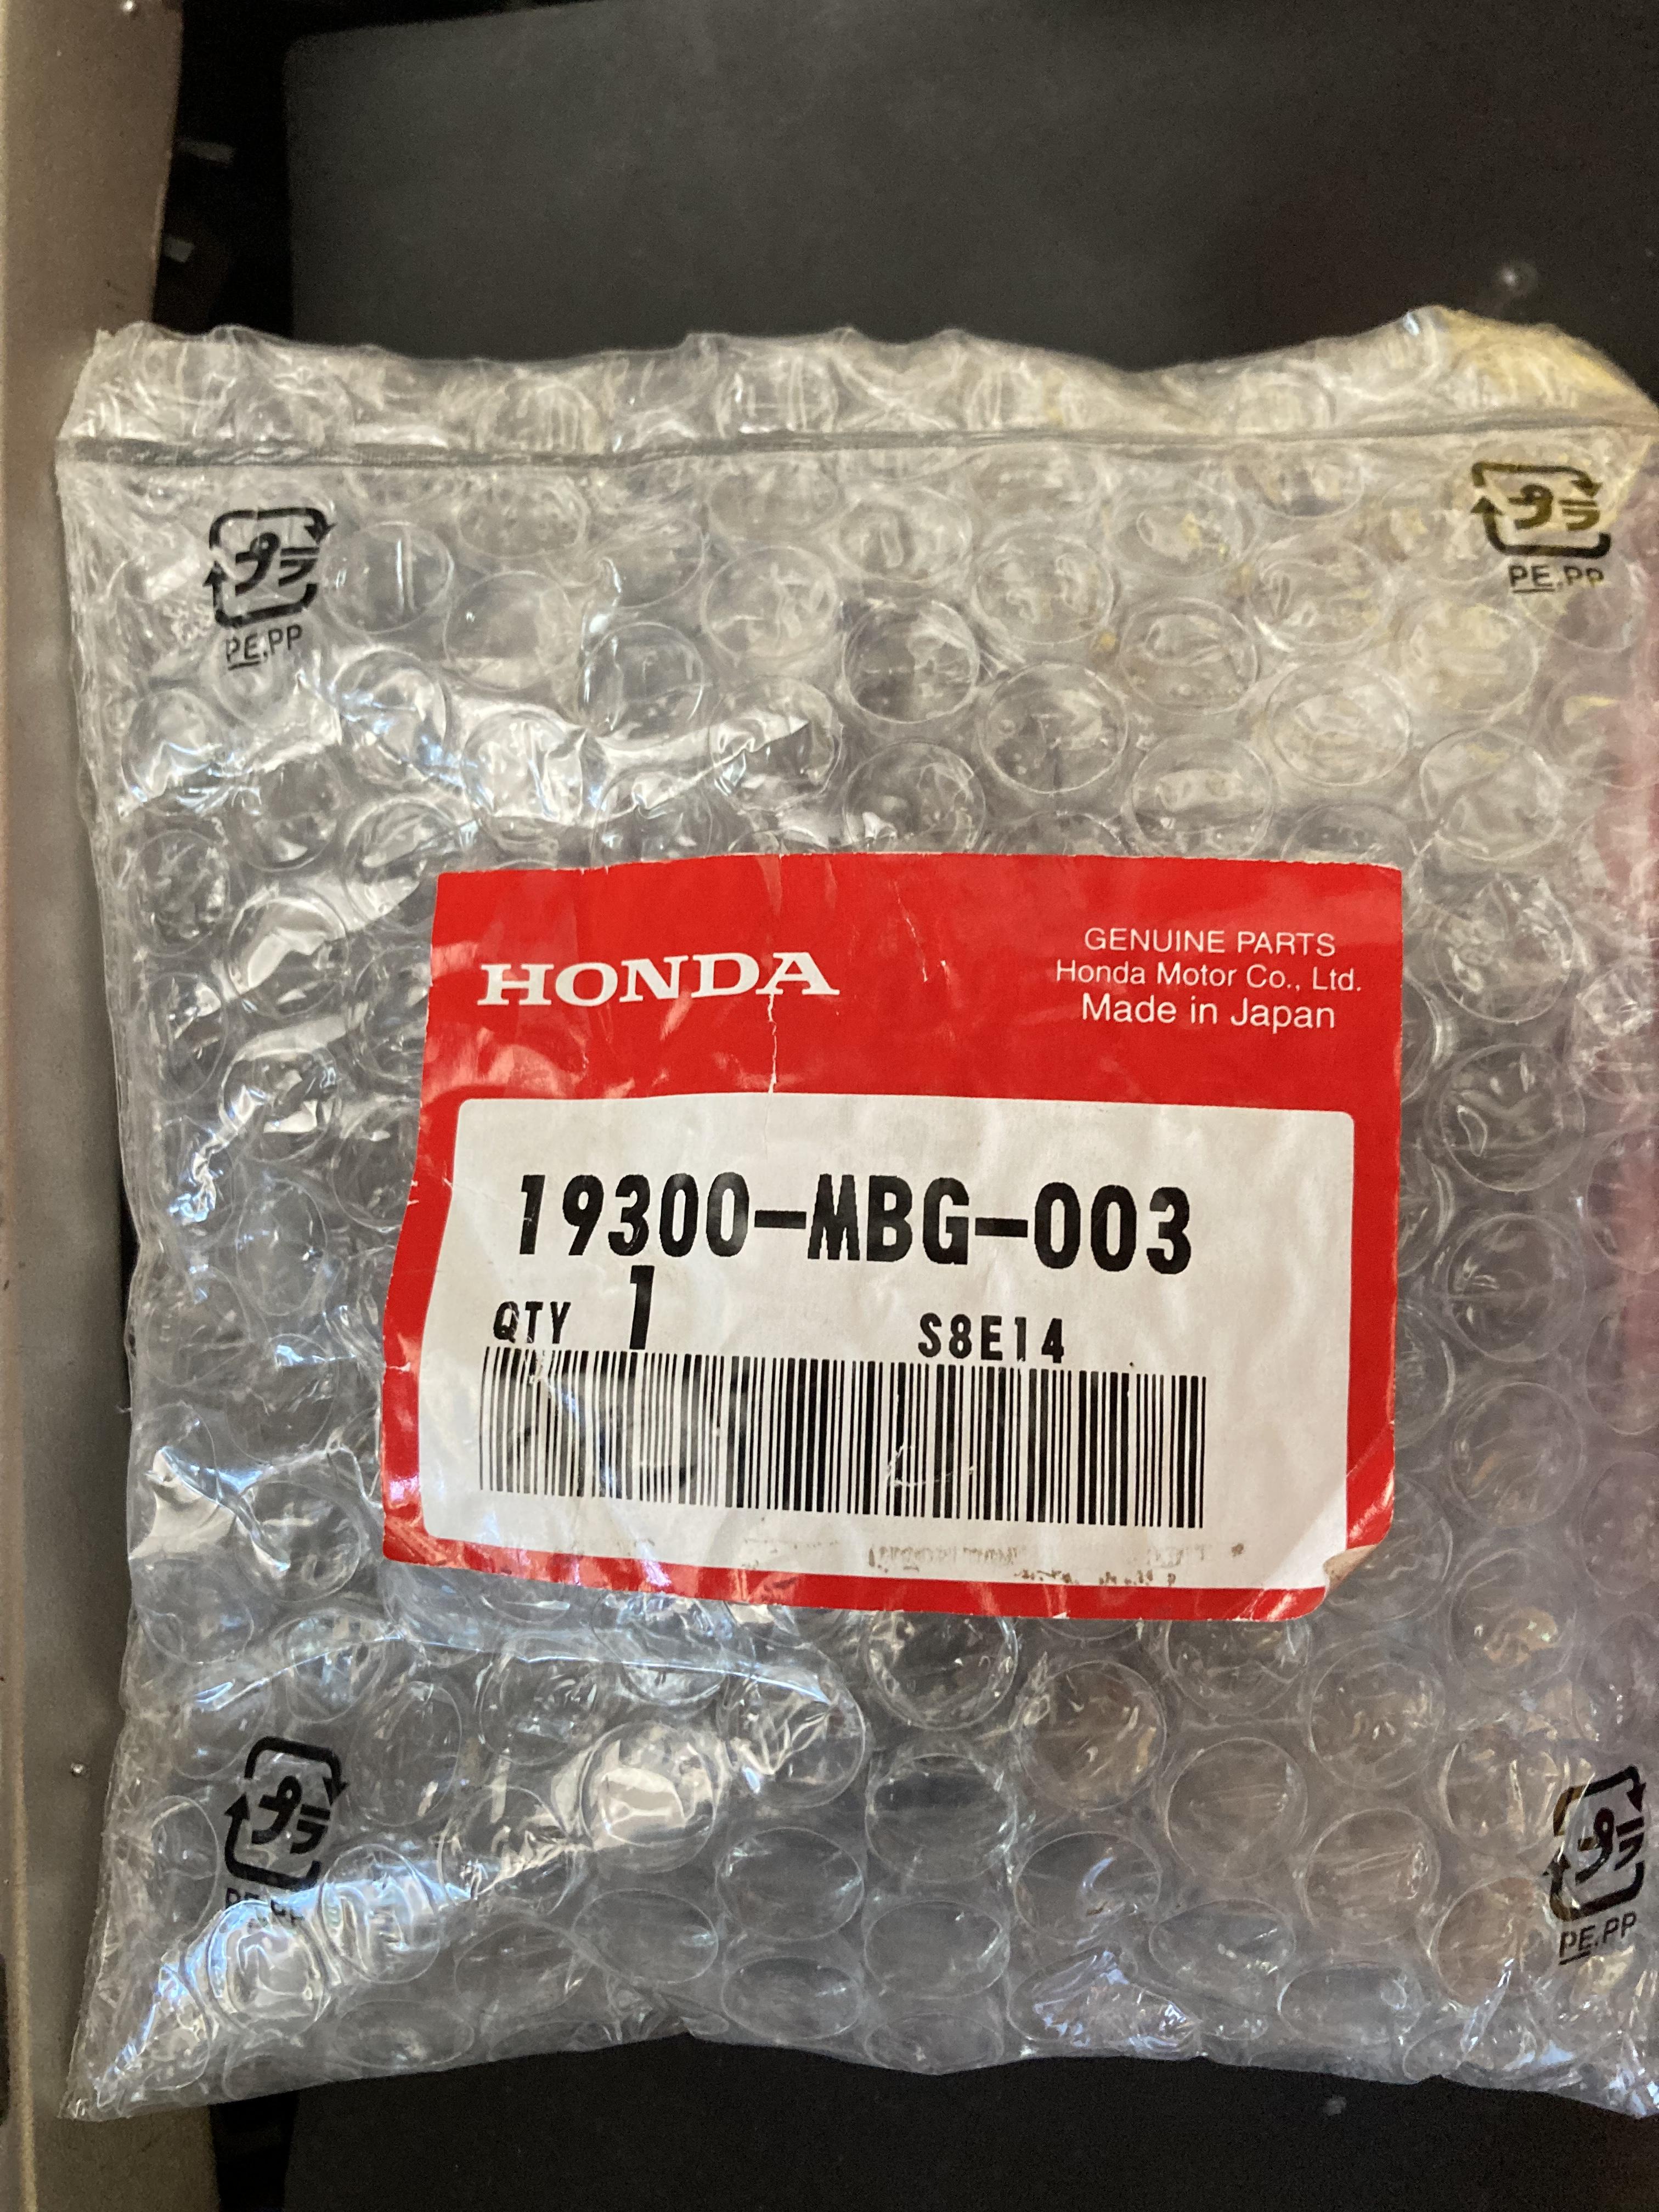 プラ
PE.PP
プラ
PE.PP
HONDA
GENUINE PARTS
Honda Motor Co., Ltd.
Made in Japan
19300-MBG-003
QTY 1 S8E14
プラ
PE.PP
プラ
PE.PP